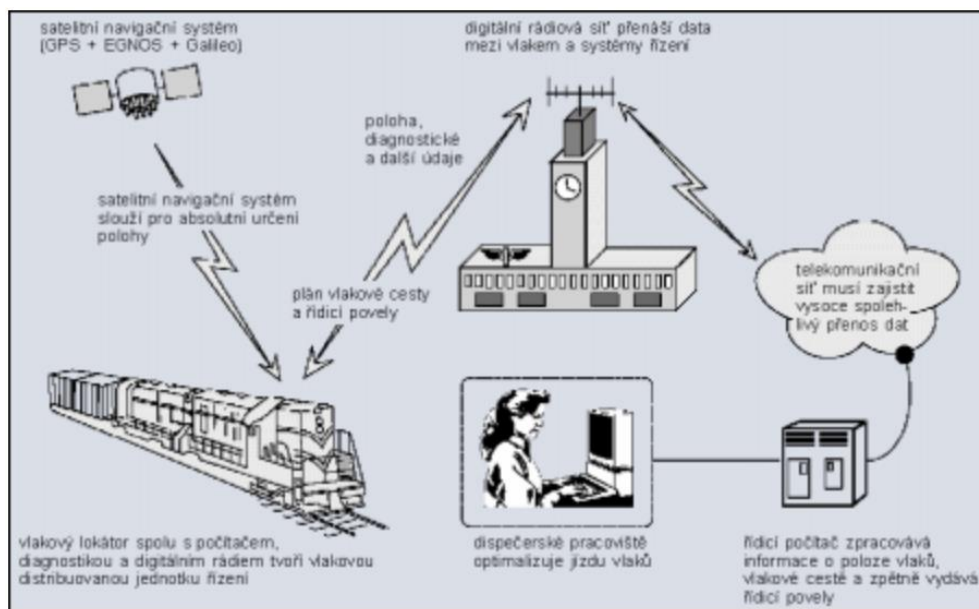 satelitní navigační systém
(GPS + EGNOS + Galileo)
digitální rádiová síť přenáší data
mezi vlakem a systémy řízení
poloha,
diagnostické
a další údaje
satelitní navigační systém
slouží pro absolutní určení
polohy
plán vlakové cesty
a řídicí povely
telekomunikační
síť musí zajistit
vysoce spoleh-
livý přenos dat
vlakový lokátor spolu s počítačem,
diagnostikou a digitálním rádiem tvoří vlakovou
distribuovanou jednotku řízení
dispečerské pracoviště
optimalizuje jízdu vlaků
řídicí počítač zpracovává
informace o poloze vlaků,
vlakové cestě a zpětně vydává
řídicí povely